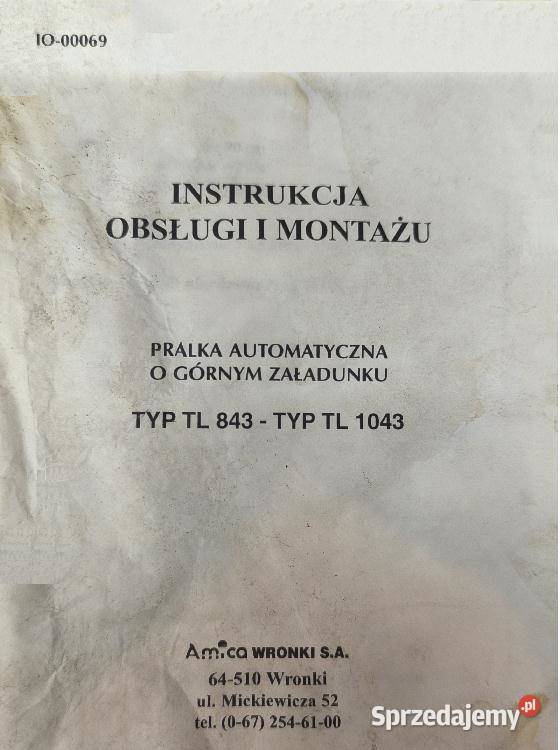 IO-00069
INSTRUKCJA
OBSŁUGI I MONTAŻU
PRALKA AUTOMATYCZNA
O GÓRNYM ZAŁADUNKU
TYP TL 843 - TYP TL 1043
Amica WRONKI S.A.
64-510 Wronki
ul. Mickiewicza 52
tel. (0-67) 254-61-00
Sprzedajemy.pl